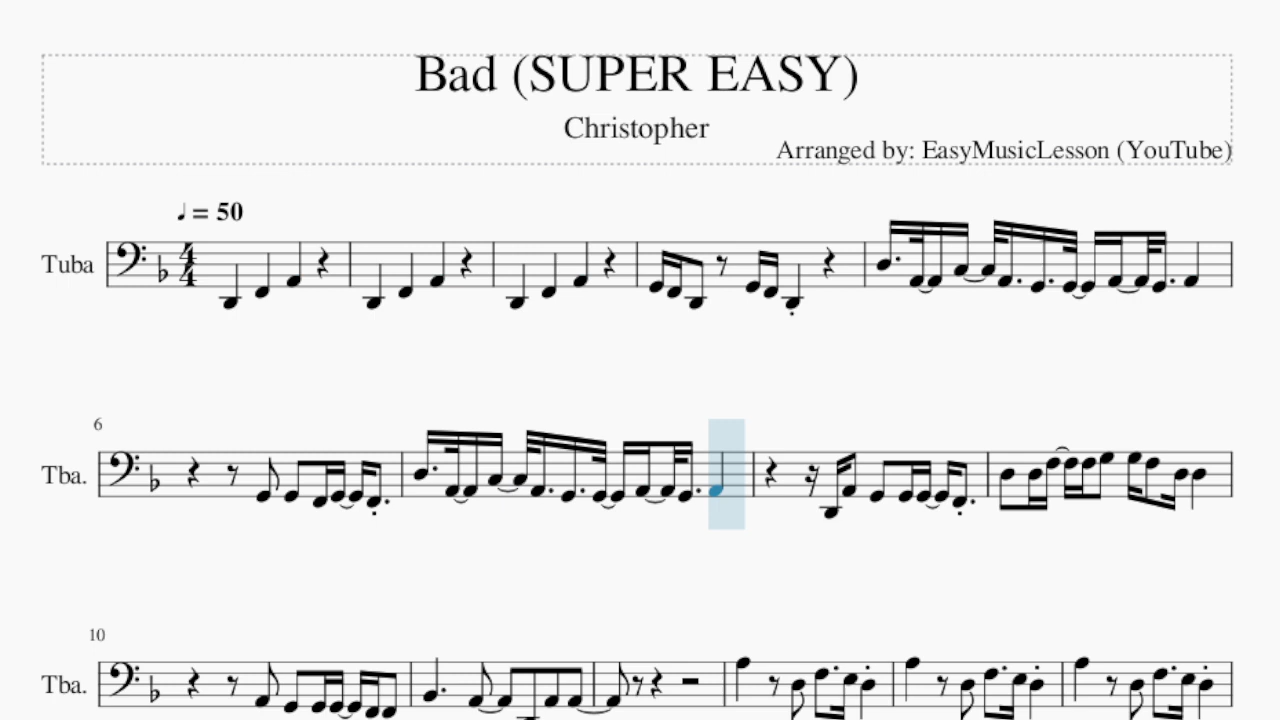 Bad (SUPER EASY)
Christopher
Arranged by: EasyMusicLesson (YouTube)
♩ = 50
Tuba
4
4
6
Tba.
10
Tba.